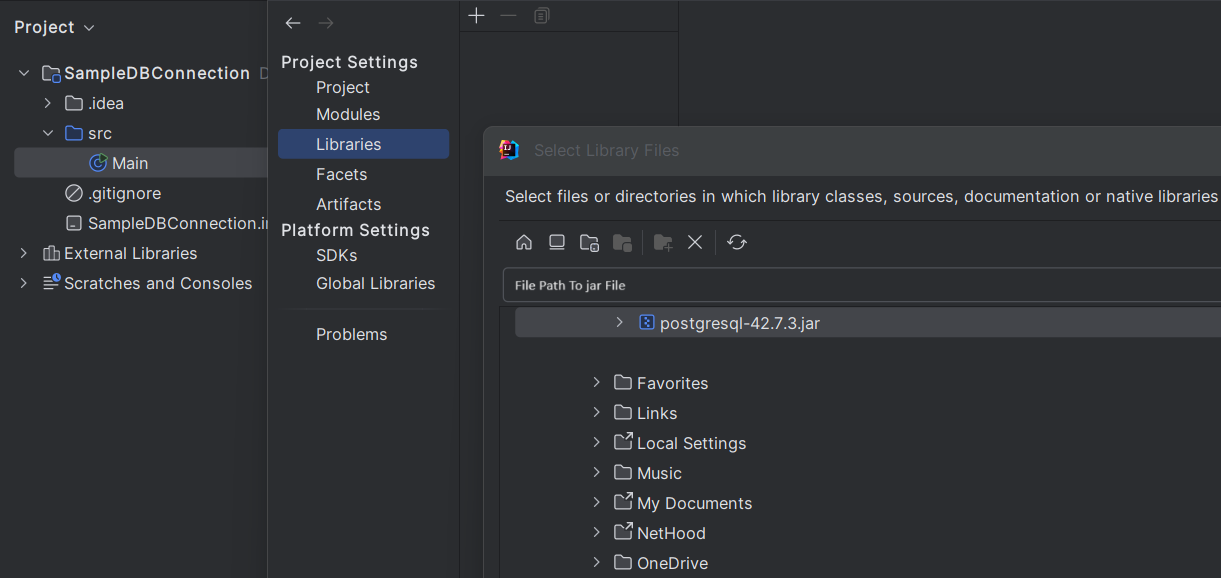 Project
SampleDBConnection
.idea
src
Main
.gitignore
SampleDBConnection.i
External Libraries
Scratches and Consoles
Project Settings
Project
Modules
Libraries
Facets
Artifacts
Platform Settings
SDKs
Global Libraries
Problems
Select Library Files
Select files or directories in which library classes, sources, documentation or native libraries
File Path To jar File
postgresql-42.7.3.jar
Favorites
Links
Local Settings
Music
My Documents
NetHood
OneDrive